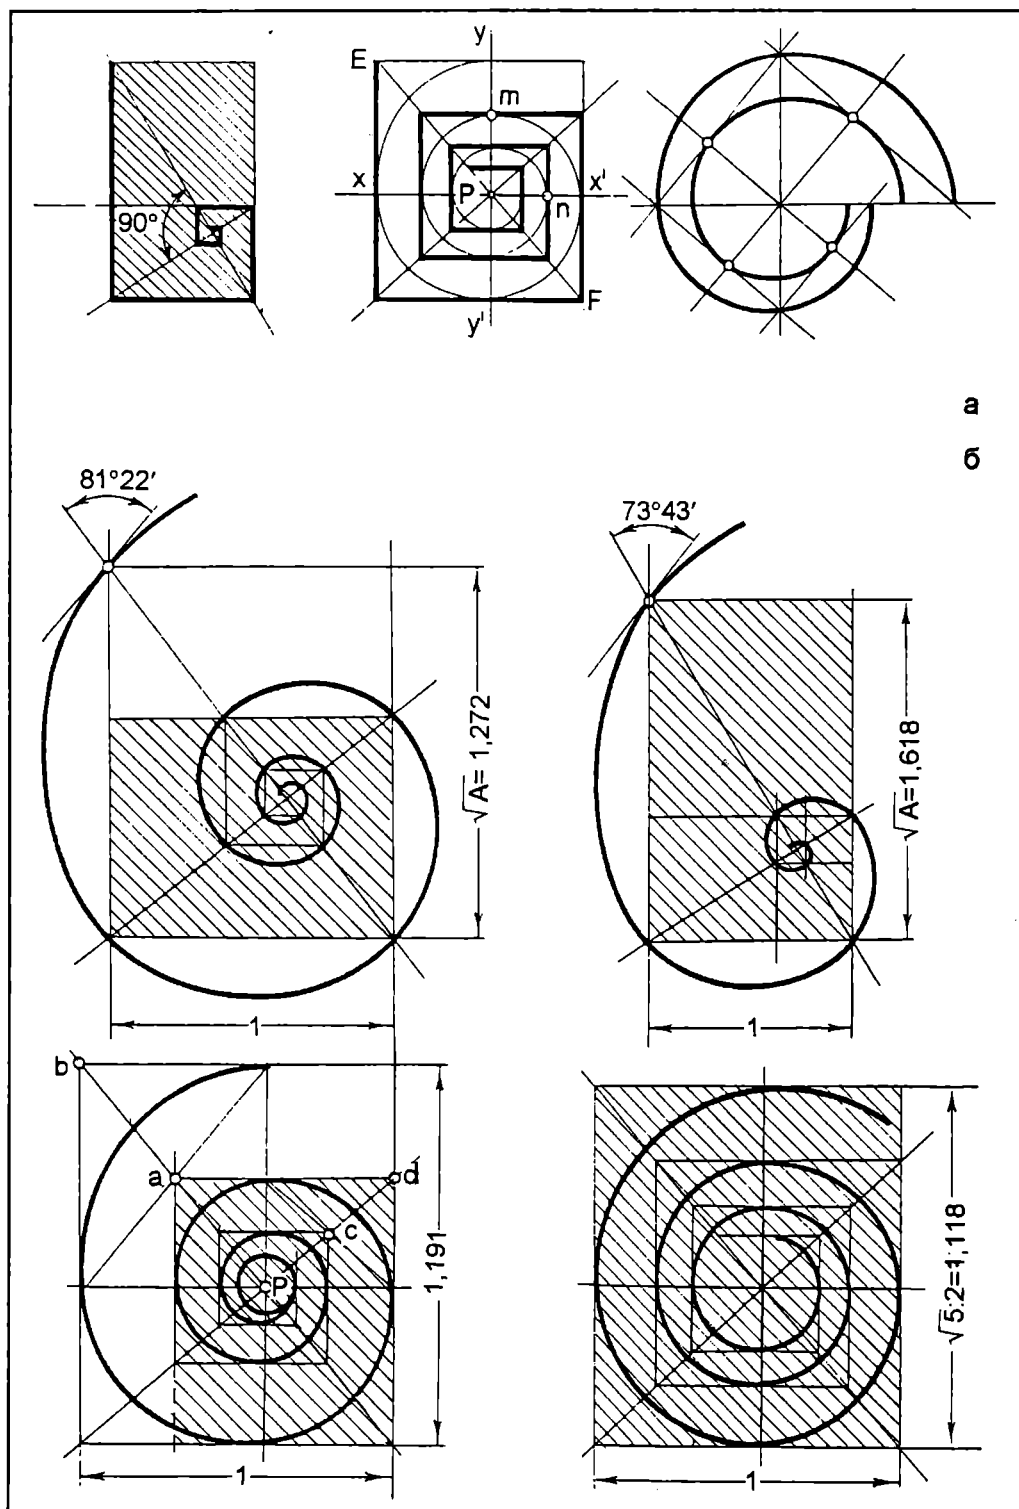 y
E
m
90°
x
P
x'
n
F
y'
а
б
81°22′
73°43′
√A= 1,272
√A=1,618
1
1
b
a
d
c
P
1,191
√5:2=1,118
1
1